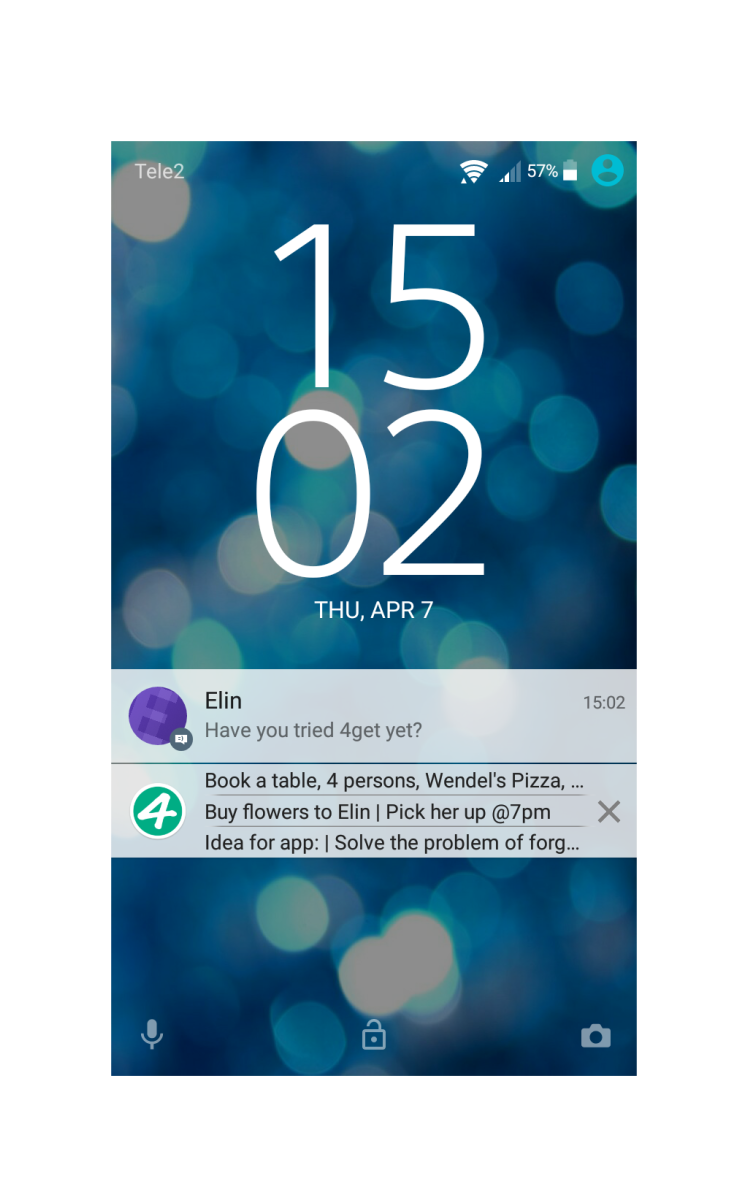 Tele2
57%
15
02
THU, APR 7
Elin
15:02
Have you tried 4get yet?
Book a table, 4 persons, Wendel's Pizza, ...
4
Buy flowers to Elin | Pick her up @7pm
Idea for app: | Solve the problem of forg...